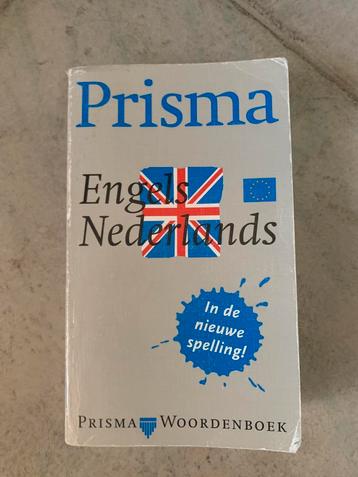 Prisma
Engels
Nederlands
In de
nieuwe
spelling!
PRISMA WOORDENBOEK